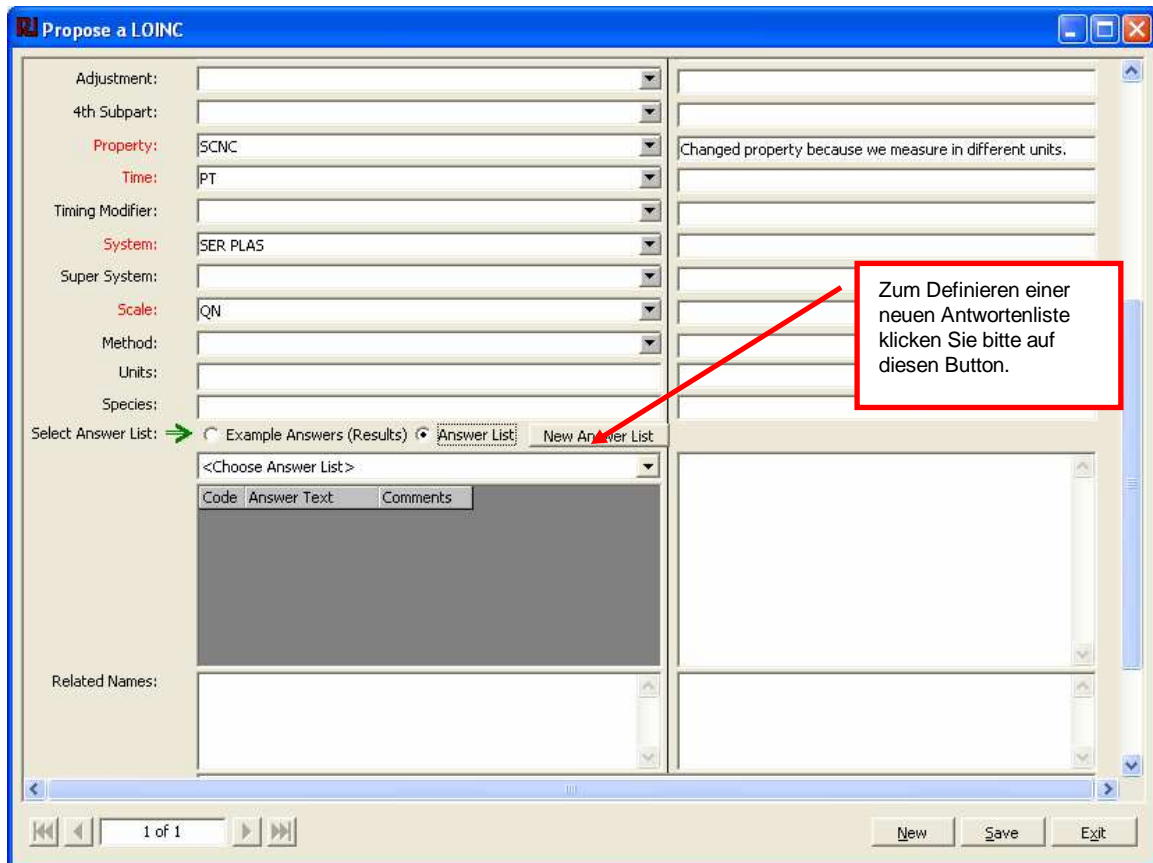 Propose a LOINC
Adjustment:
4th Subpart:
Property: SCNC Changed property because we measure in different units.
Time: PT
Timing Modifier:
System: SER PLAS
Super System:
Scale: QN
Zum Definieren einer
neuen Antwortenliste
klicken Sie bitte auf
diesen Button.
Method:
Units:
Species:
Select Answer List: Example Answers (Results) Answer List New Answer List
<Choose Answer List>
Code Answer Text Comments
Related Names:
1 of 1 New Save Exit